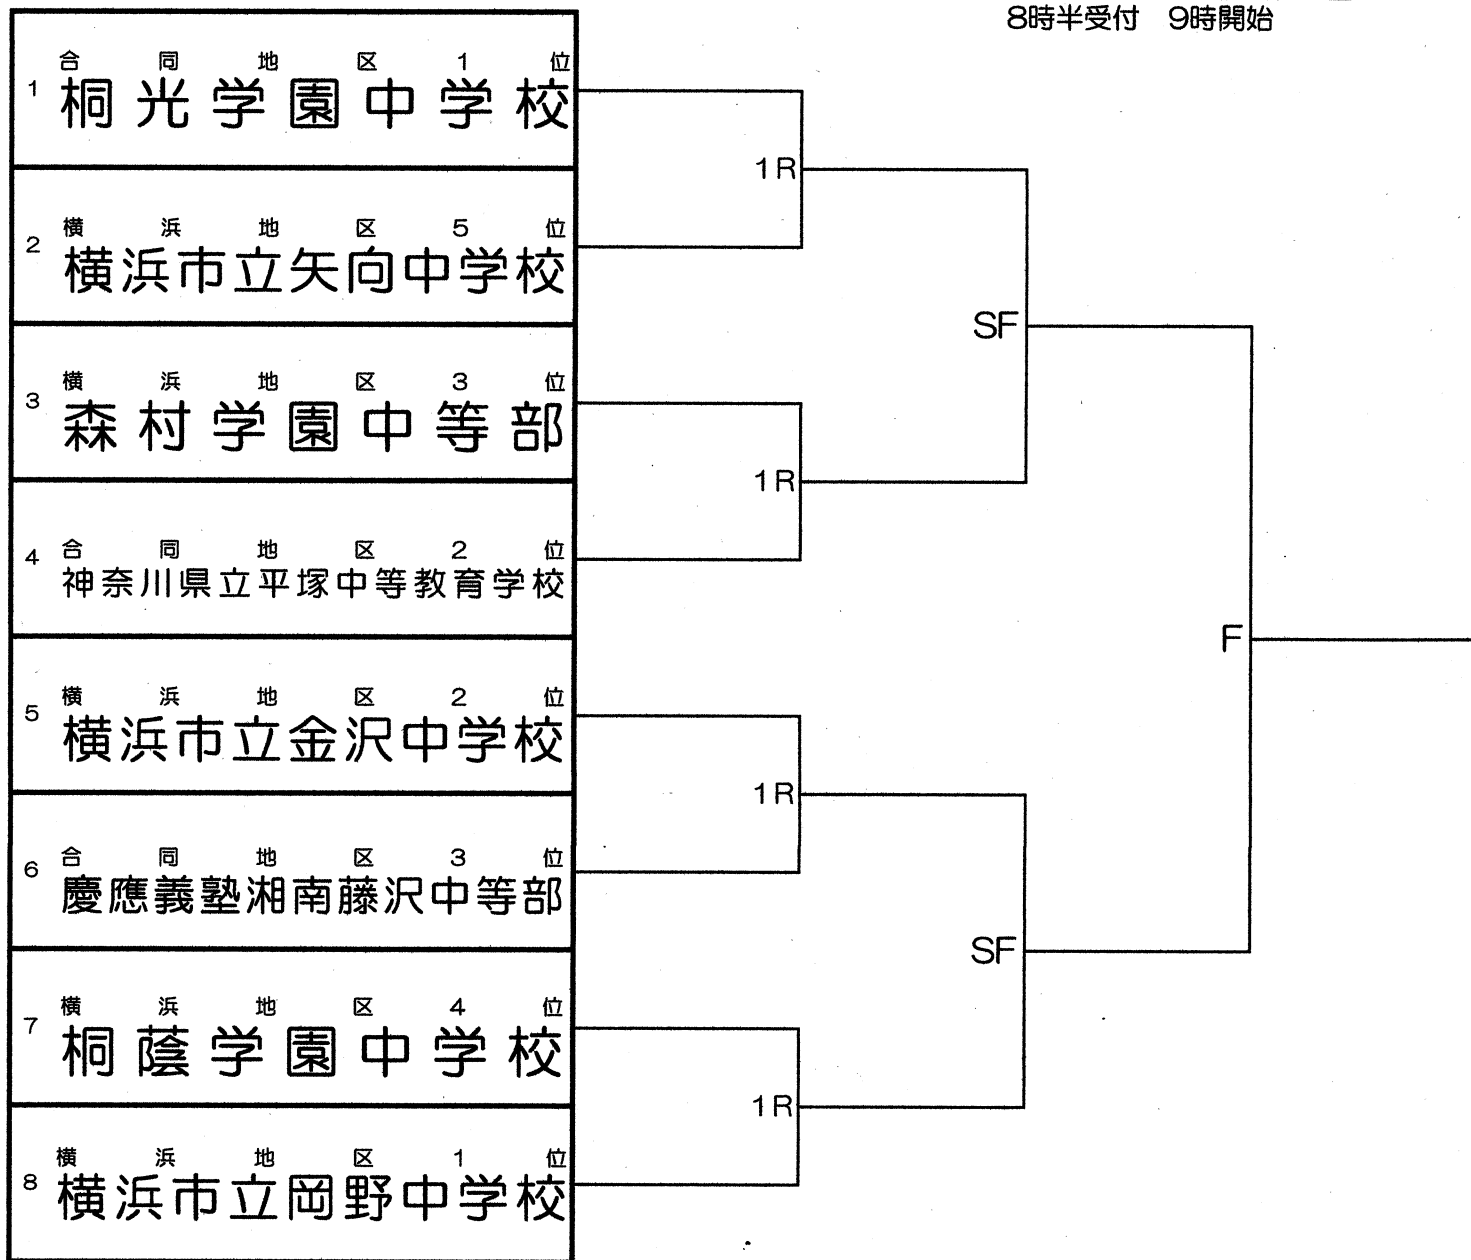 8時半受付 9時開始
合同地区1位
1 桐光学園中学校
1R
横浜地区5位
2 横浜市立矢向中学校
SF
横浜地区3位
3 森村学園中等部
1R
合同地区2位
4 神奈川県立平塚中等教育学校
F
横浜地区2位
5 横浜市立金沢中学校
1R
合同地区3位
6 慶應義塾湘南藤沢中等部
SF
横浜地区4位
7 桐蔭学園中学校
1R
横浜地区1位
8 横浜市立岡野中学校